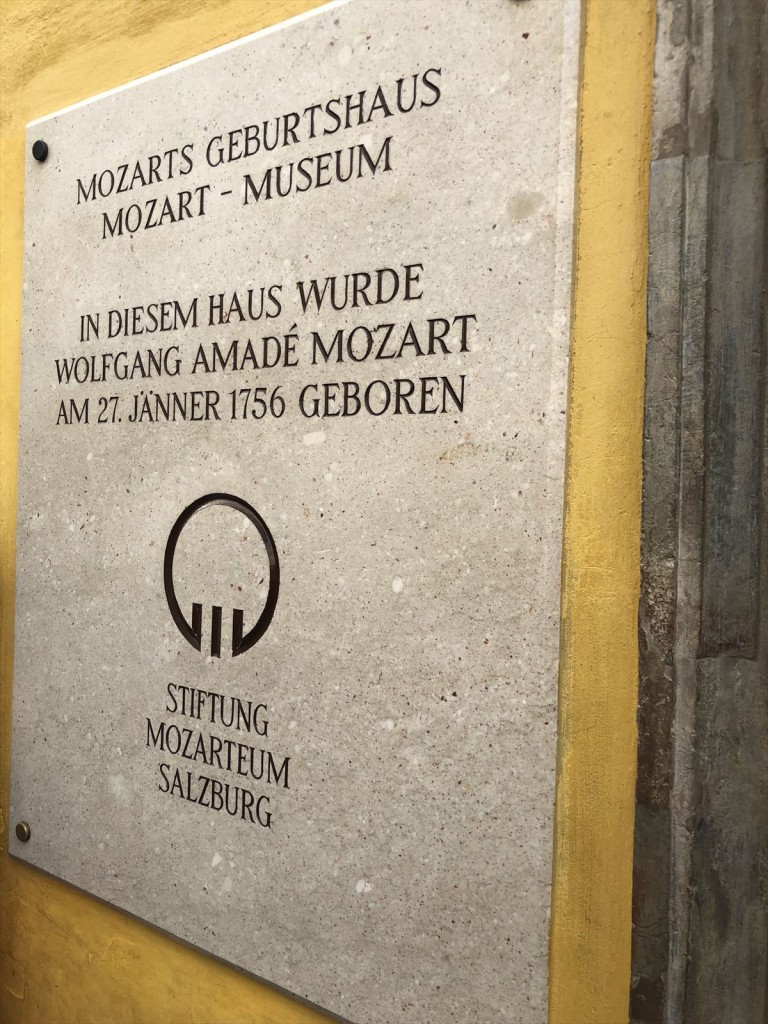 MOZARTS GEBURTSHAUS
MOZART - MUSEUM
IN DIESEM HAUS WURDE
WOLFGANG AMADÉ MOZART
AM 27. JÄNNER 1756 GEBOREN
STIFTUNG
MOZARTEUM
SALZBURG